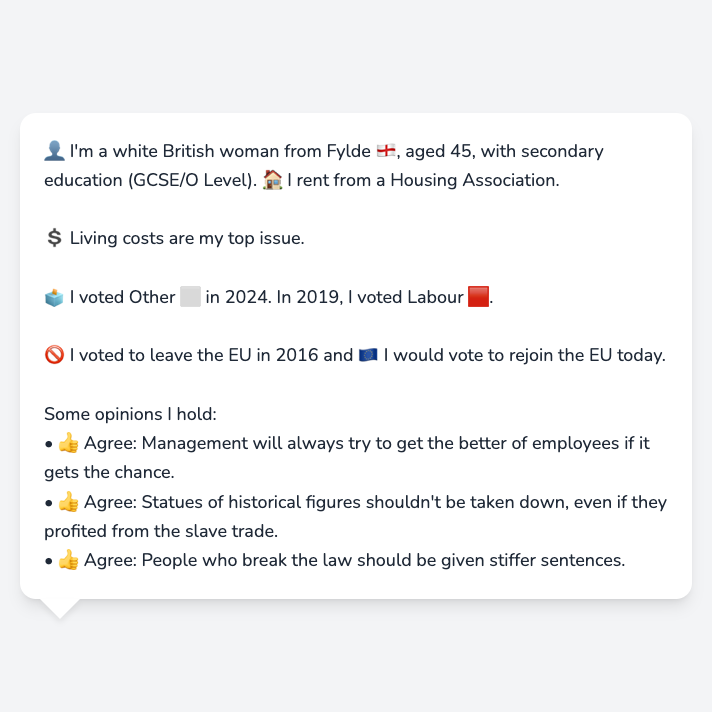 👤 I'm a white British woman from Fylde 🏴󠁧󠁢󠁥󠁮󠁧󠁿, aged 45, with secondary
education (GCSE/O Level). 🏠 I rent from a Housing Association.
💲 Living costs are my top issue.
🗳️ I voted Other ⬜ in 2024. In 2019, I voted Labour 🟥.
🚫 I voted to leave the EU in 2016 and 🇪🇺 I would vote to rejoin the EU today.
Some opinions I hold:
• 👍 Agree: Management will always try to get the better of employees if it
gets the chance.
• 👍 Agree: Statues of historical figures shouldn't be taken down, even if they
profited from the slave trade.
• 👍 Agree: People who break the law should be given stiffer sentences.